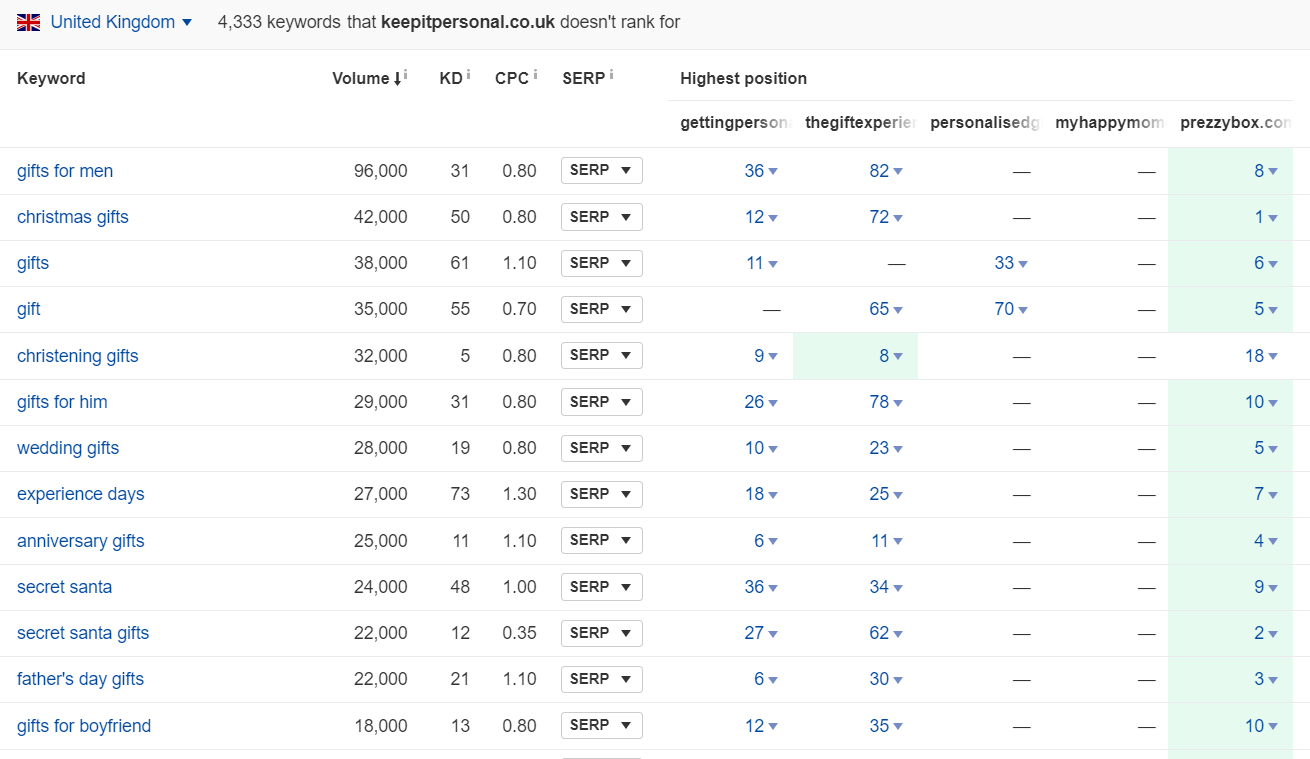 United Kingdom 4,333 keywords that keepitpersonal.co.uk doesn't rank for
Keyword Volume i KD i CPC i SERP i Highest position
gettingperson thegiftexperier personalisedg myhappymom prezzybox.con
gifts for men 96,000 31 0.80 SERP 36 82 — — 8
christmas gifts 42,000 50 0.80 SERP 12 72 — — 1
gifts 38,000 61 1.10 SERP 11 — 33 — 6
gift 35,000 55 0.70 SERP — 65 70 — 5
christening gifts 32,000 5 0.80 SERP 9 8 — — 18
gifts for him 29,000 31 0.80 SERP 26 78 — — 10
wedding gifts 28,000 19 0.80 SERP 10 23 — — 5
experience days 27,000 73 1.30 SERP 18 25 — — 7
anniversary gifts 25,000 11 1.10 SERP 6 11 — — 4
secret santa 24,000 48 1.00 SERP 36 34 — — 9
secret santa gifts 22,000 12 0.35 SERP 27 62 — — 2
father's day gifts 22,000 21 1.10 SERP 6 30 — — 3
gifts for boyfriend 18,000 13 0.80 SERP 12 35 — — 10